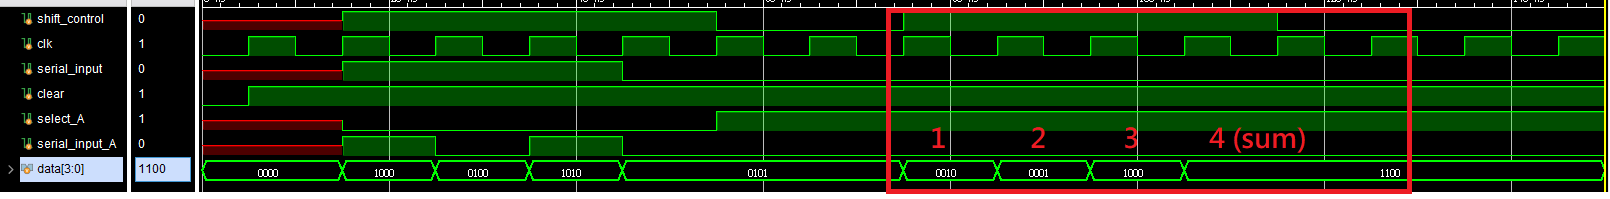 shift_control 0
clk 1
serial_input 0
clear 1
select_A 1
serial_input_A 0
1 2 3 4 (sum)
data[3:0] 1100 0000 1000 0100 1010 0101 0010 0001 1000 1100